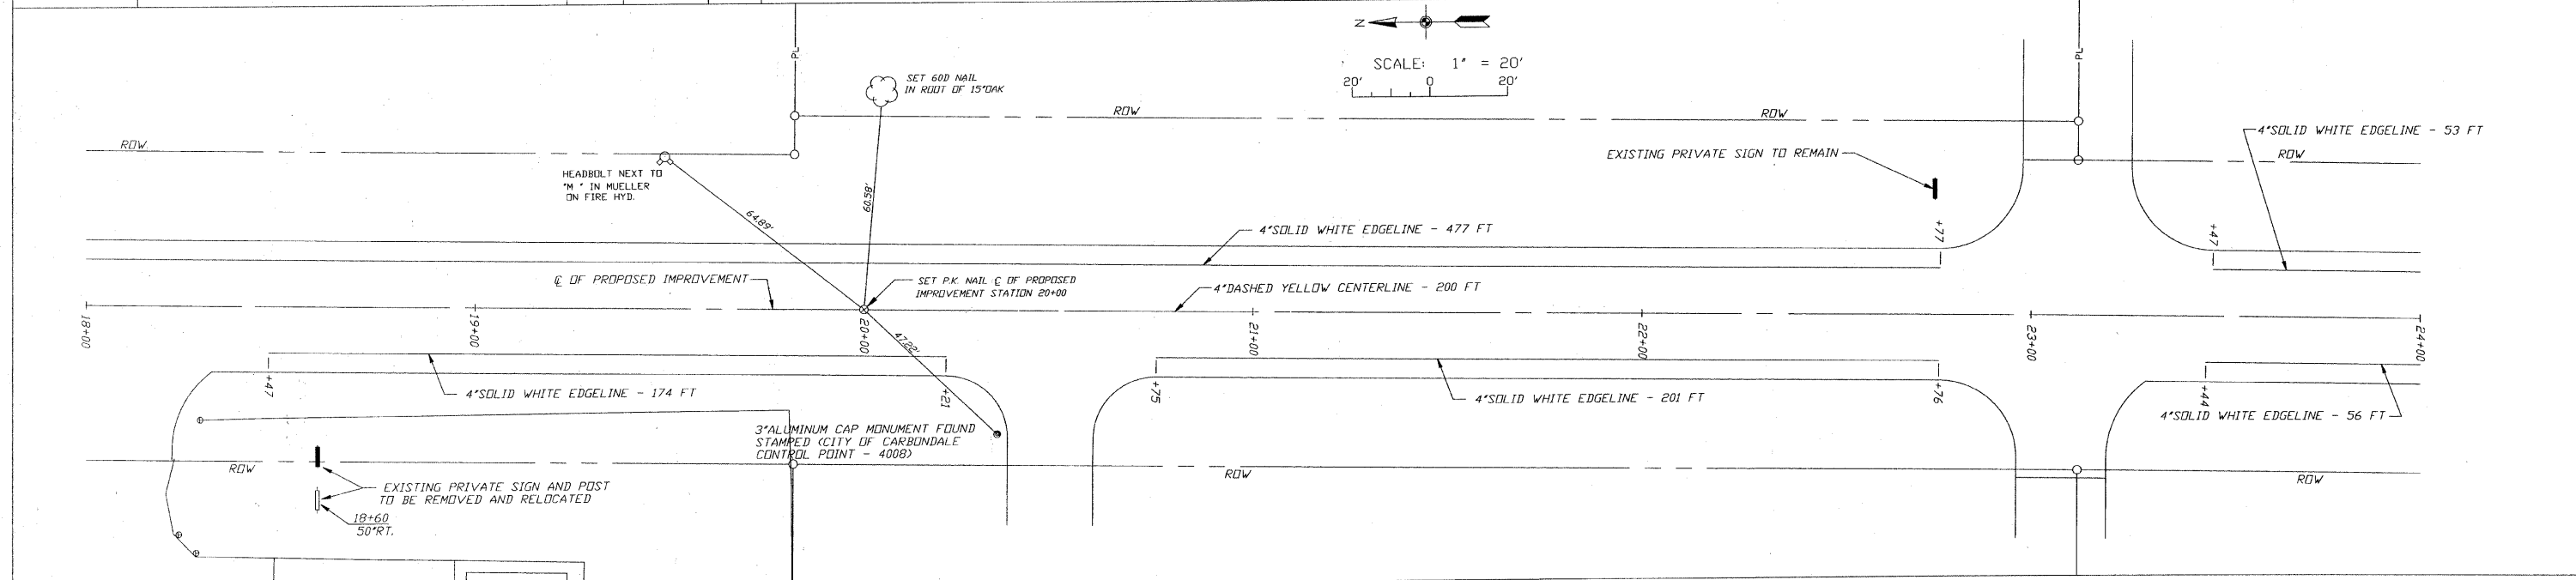 N
SCALE: 1" = 20'
20' 0 20'
PL
PL
SET 60D NAIL
IN ROOT OF 15"OAK
ROW
ROW
ROW
ROW
4"SOLID WHITE EDGELINE - 53 FT
EXISTING PRIVATE SIGN TO REMAIN
HEADBOLT NEXT TO
"M " IN MUELLER
ON FIRE HYD.
64.89'
60.58'
4"SOLID WHITE EDGELINE - 477 FT
+77
+47
℄ OF PROPOSED IMPROVEMENT
SET P.K. NAIL ℄ OF PROPOSED
IMPROVEMENT STATION 20+00
4"DASHED YELLOW CENTERLINE - 200 FT
18+00
19+00
20+00
21+00
22+00
23+00
24+00
47.22'
+47
4"SOLID WHITE EDGELINE - 174 FT
+21
+75
4"SOLID WHITE EDGELINE - 201 FT
+76
+44
4"SOLID WHITE EDGELINE - 56 FT
3"ALUMINUM CAP MONUMENT FOUND
STAMPED (CITY OF CARBONDALE
CONTROL POINT - 4008)
ROW
ROW
ROW
EXISTING PRIVATE SIGN AND POST
TO BE REMOVED AND RELOCATED
18+60
50'RT.